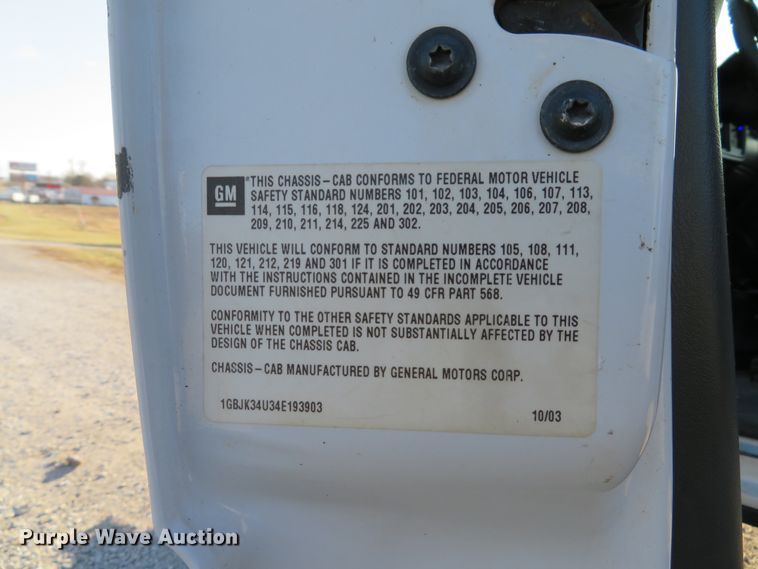 GM
*THIS CHASSIS-CAB CONFORMS TO FEDERAL MOTOR VEHICLE
SAFETY STANDARD NUMBERS 101, 102, 103, 104, 106, 107, 113,
114, 115, 116, 118, 124, 201, 202, 203, 204, 205, 206, 207, 208,
209, 210, 211, 214, 225 AND 302.
THIS VEHICLE WILL CONFORM TO STANDARD NUMBERS 105, 108, 111,
120, 121, 212, 219 AND 301 IF IT IS COMPLETED IN ACCORDANCE
WITH THE INSTRUCTIONS CONTAINED IN THE INCOMPLETE VEHICLE
DOCUMENT FURNISHED PURSUANT TO 49 CFR PART 568.
CONFORMITY TO THE OTHER SAFETY STANDARDS APPLICABLE TO THIS
VEHICLE WHEN COMPLETED IS NOT SUBSTANTIALLY AFFECTED BY THE
DESIGN OF THE CHASSIS CAB.
CHASSIS-CAB MANUFACTURED BY GENERAL MOTORS CORP.
1GBJK34U34E193903 10/03
Purple Wave Auction